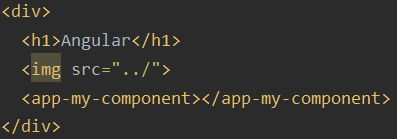 <div>
<h1>Angular</h1>
<img src="../">
<app-my-component></app-my-component>
</div>